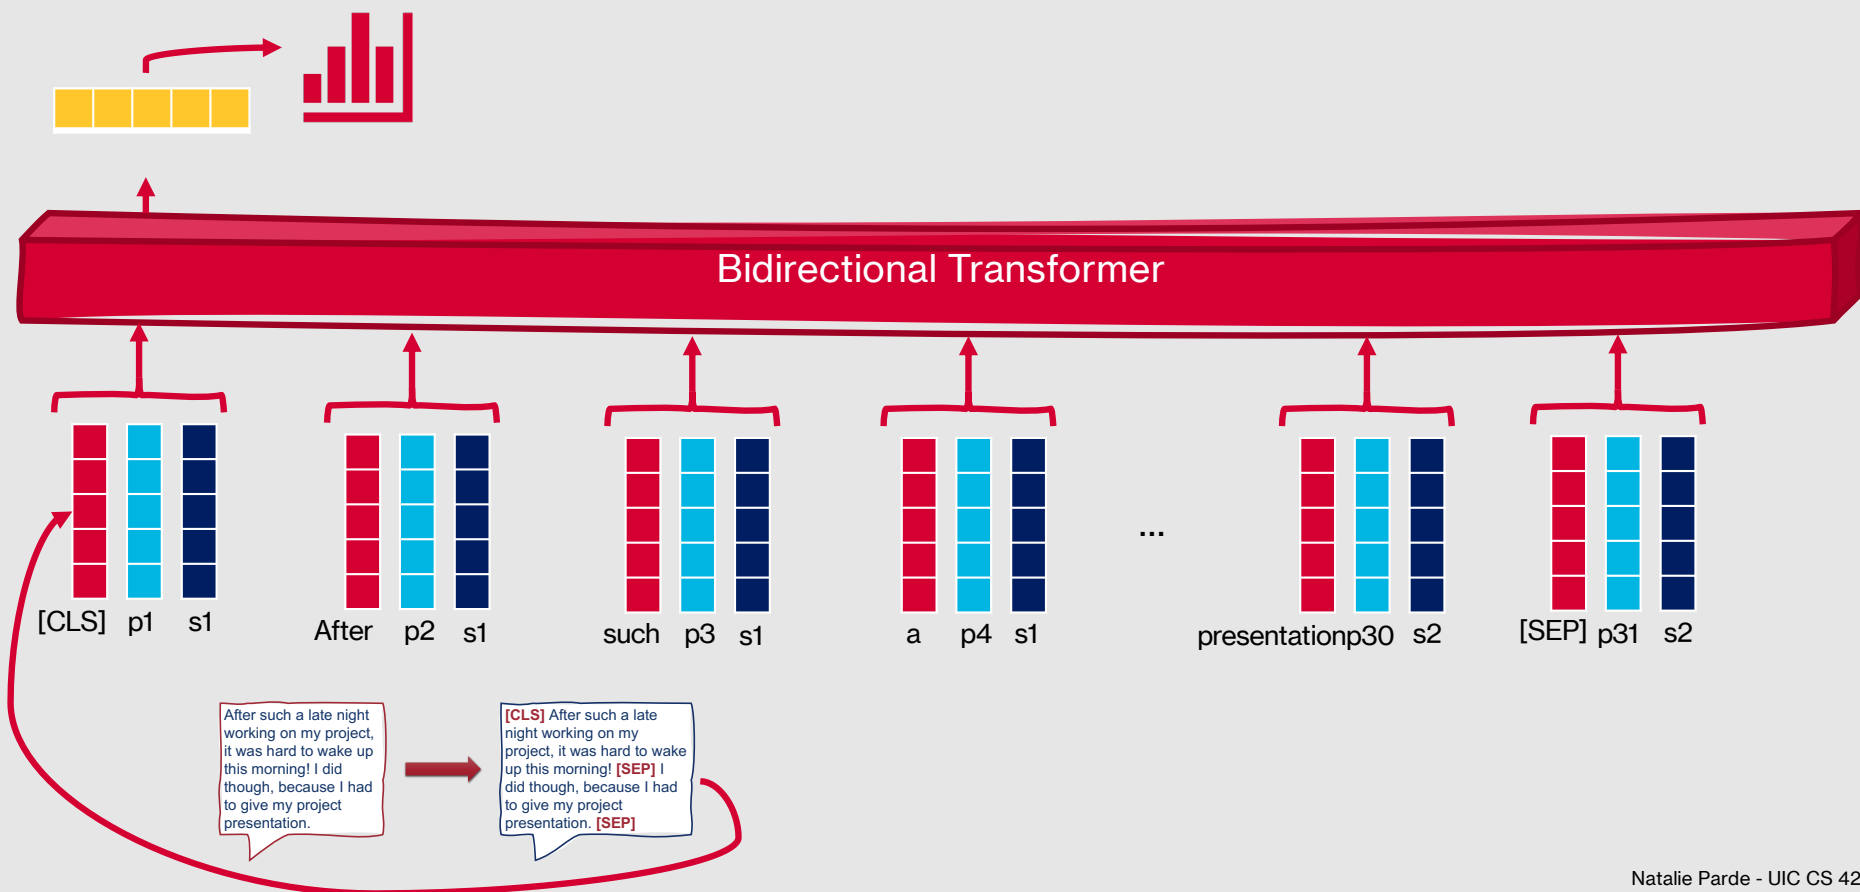 Bidirectional Transformer
[CLS] p1 s1
After p2 s1
such p3 s1
a p4 s1
...
presentationp30 s2
[SEP] p31 s2
After such a late night
working on my project,
it was hard to wake up
this morning! I did
though, because I had
to give my project
presentation.
[CLS] After such a late
night working on my
project, it was hard to wake
up this morning! [SEP] I
did though, because I had
to give my project
presentation. [SEP]
Natalie Parde - UIC CS 42